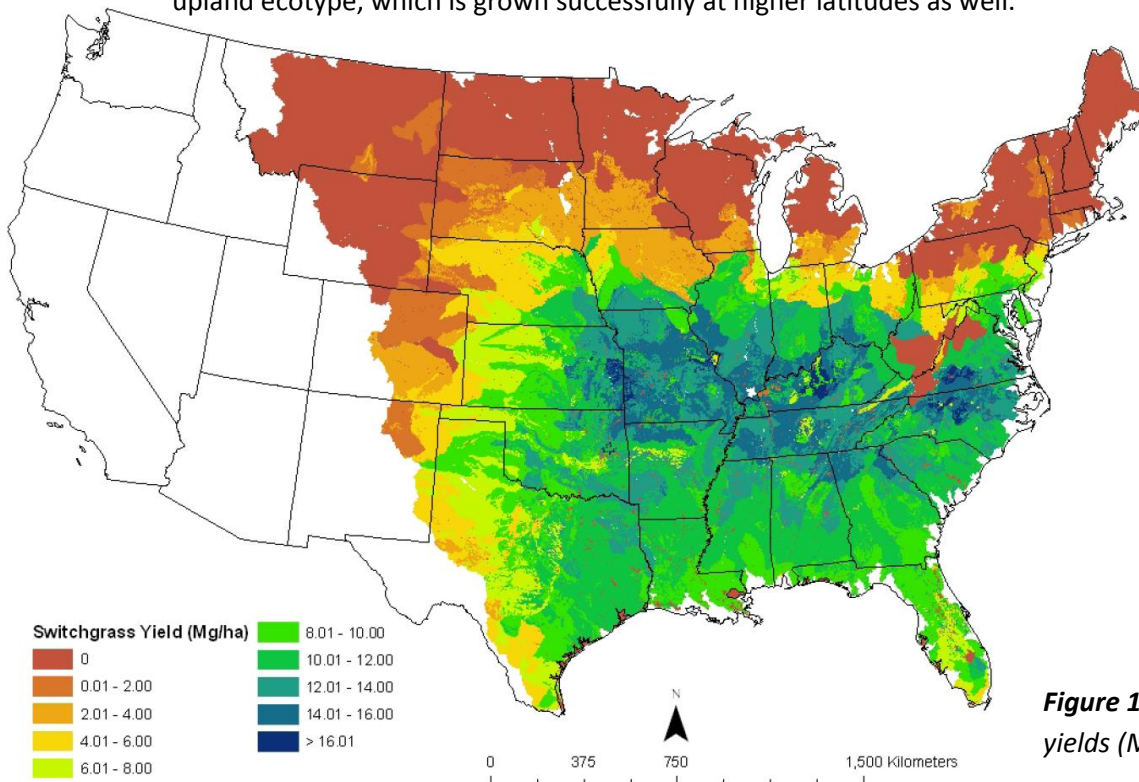 upland ecotype, which is grown successfully at higher latitudes as well.
Switchgrass Yield (Mg/ha)
0
0.01 - 2.00
2.01 - 4.00
4.01 - 6.00
6.01 - 8.00
8.01 - 10.00
10.01 - 12.00
12.01 - 14.00
14.01 - 16.00
> 16.01
N
0 375 750 1,500 Kilometers
Figure 1
yields (M